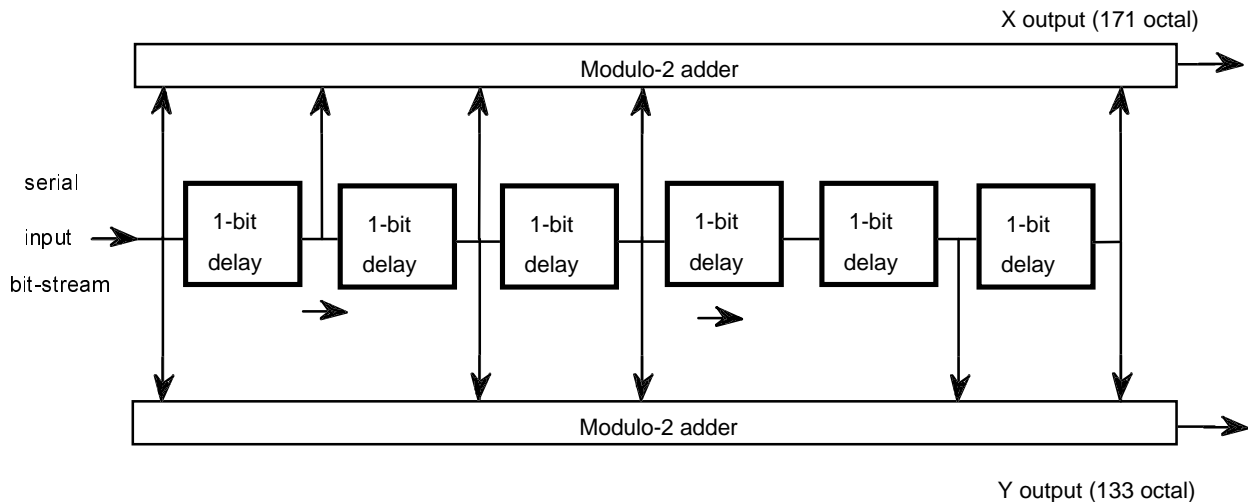 X output (171 octal)
Modulo-2 adder
serial
input
bit-stream
1-bit
delay
1-bit
delay
1-bit
delay
1-bit
delay
1-bit
delay
1-bit
delay
Modulo-2 adder
Y output (133 octal)